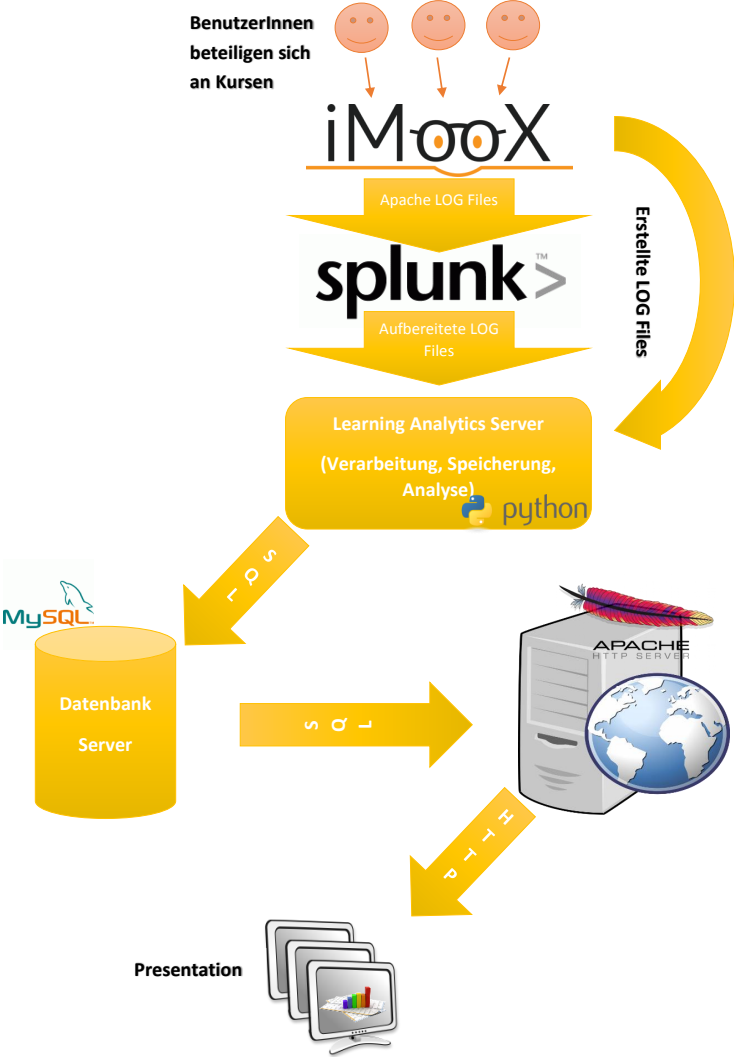 BenutzerInnen
beteiligen sich
an Kursen
iMooX
Apache LOG Files
Erstellte LOG Files
splunk> ™
Aufbereitete LOG
Files
Learning Analytics Server
(Verarbeitung, Speicherung,
Analyse)
python
SQL
MySQL
Datenbank
Server
SQL
APACHE
HTTP SERVER
HTTP
Presentation